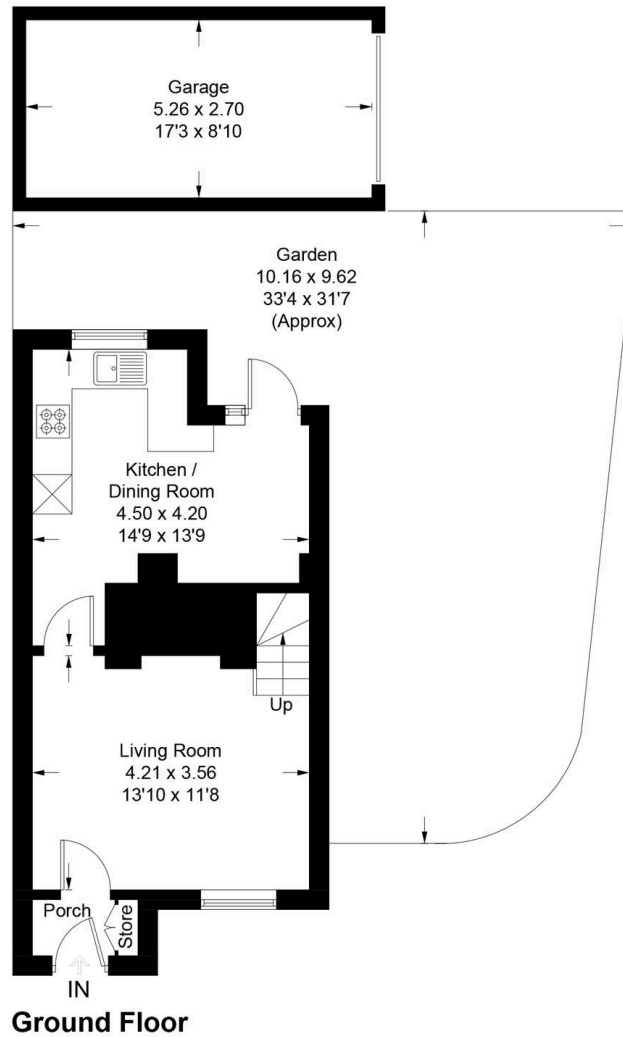 Garage
5.26 x 2.70
17'3 x 8'10
Garden
10.16 x 9.62
33'4 x 31'7
(Approx)
Kitchen /
Dining Room
4.50 x 4.20
14'9 x 13'9
Up
Living Room
4.21 x 3.56
13'10 x 11'8
Porch
Store
IN
Ground Floor